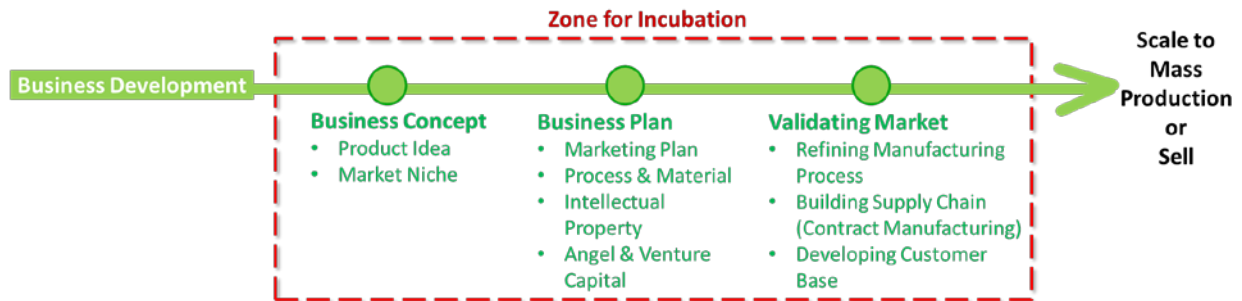 Zone for Incubation
Business Development
Scale to
Mass
Production
or
Sell
Business Concept
• Product Idea
• Market Niche
Business Plan
• Marketing Plan
• Process & Material
• Intellectual
Property
• Angel & Venture
Capital
Validating Market
• Refining Manufacturing
Process
• Building Supply Chain
(Contract Manufacturing)
• Developing Customer
Base